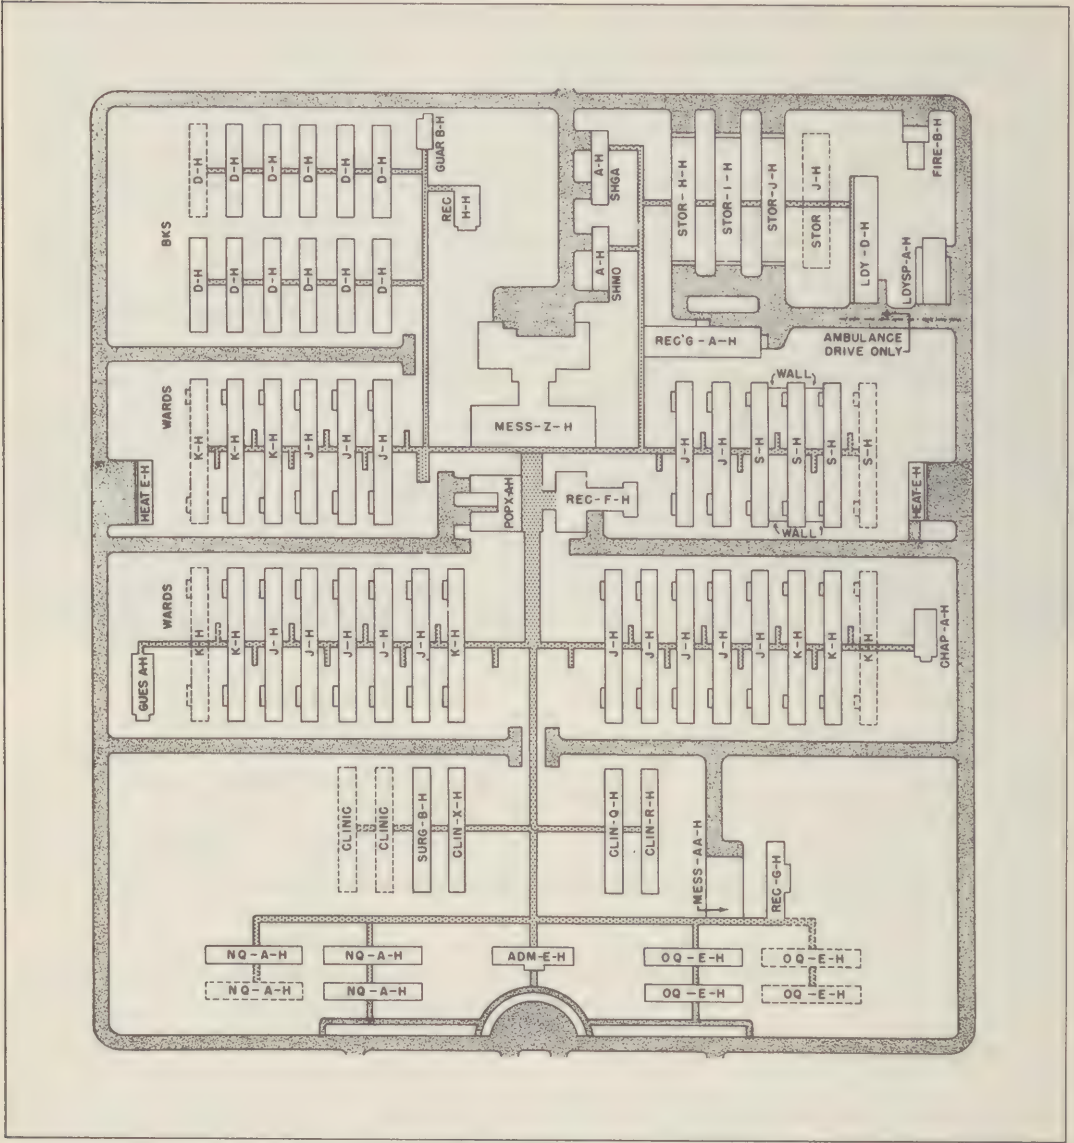 BKS
D-H
D-H
D-H
D-H
D-H
D-H
GUAR B-H
REC
H-H
A-H
SHGA
STOR-H-H
STOR-I-H
STOR-J-H
STOR J-H
FIRE-B-H
D-H
D-H
D-H
D-H
D-H
D-H
A-H
SHMO
LDY-D-H
LDYSP-A-H
REC'G-A-H
AMBULANCE
DRIVE ONLY
WARDS
K-H
K-H
K-H
J-H
J-H
J-H
MESS-Z-H
WALL
J-H
J-H
S-H
S-H
S-H
S-H
WALL
HEAT E-H
POPX-A-H
REC-F-H
HEAT-E-H
WARDS
GUES A-H
K-H
K-H
J-H
J-H
J-H
J-H
J-H
K-H
J-H
J-H
J-H
J-H
J-H
K-H
K-H
K-H
CHAP-A-H
CLINIC
CLINIC
SURG-B-H
CLIN-X-H
CLIN-Q-H
CLIN-R-H
MESS-AA-H
REC-G-H
NQ-A-H
NQ-A-H
ADM-E-H
OQ-E-H
OQ-E-H
NQ-A-H
NQ-A-H
OQ-E-H
OQ-E-H